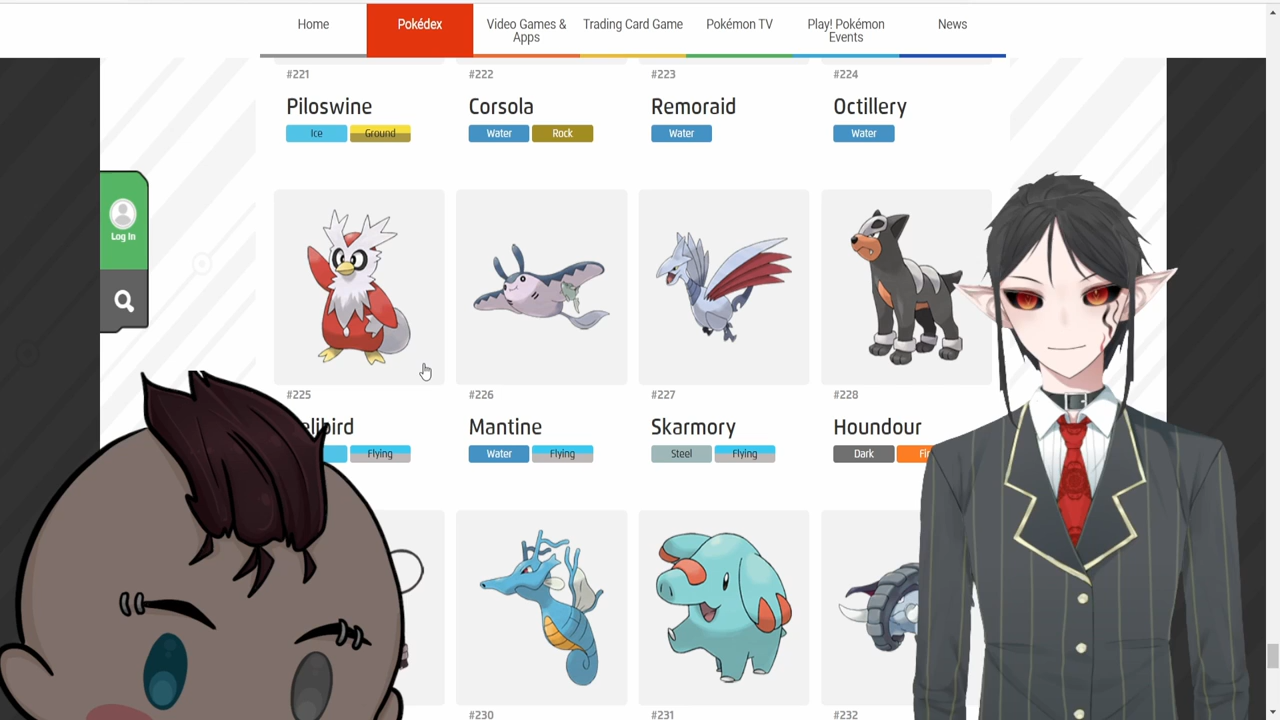 Home
Pokédex
Video Games &
Apps
Trading Card Game
Pokémon TV
Play! Pokémon
Events
News
#221
#222
#223
#224
Piloswine
Corsola
Remoraid
Octillery
Ice
Ground
Water
Rock
Water
Water
Log In
#225
#226
#227
#228
Mantine
Skarmory
Houndour
Flying
Water
Flying
Steel
Flying
Dark
#230
#231
#232